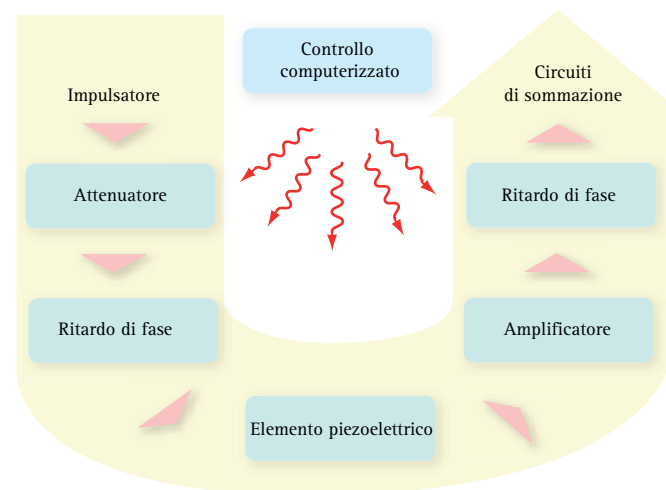 Controllo
computerizzato
Impulsatore
Attenuatore
Ritardo di fase
Elemento piezoelettrico
Amplificatore
Ritardo di fase
Circuiti
di sommazione